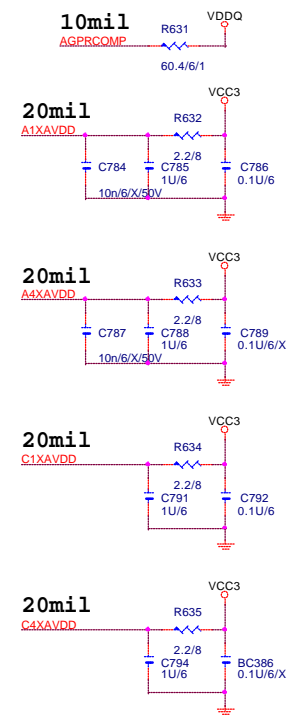 10mil
R631
VDDQ
AGPRCOMP
60.4/6/1
VCC3
20mil
R632
A1XAVDD
2.2/8
C784
C785
C786
1U/6
0.1U/6
10n/6/X/50V
VCC3
20mil
R633
A4XAVDD
2.2/8
C787
C788
C789
1U/6
0.1U/6/X
10n/6/X/50V
VCC3
20mil
R634
C1XAVDD
2.2/8
C791
C792
1U/6
0.1U/6
VCC3
20mil
R635
C4XAVDD
2.2/8
C794
BC386
1U/6
0.1U/6/X